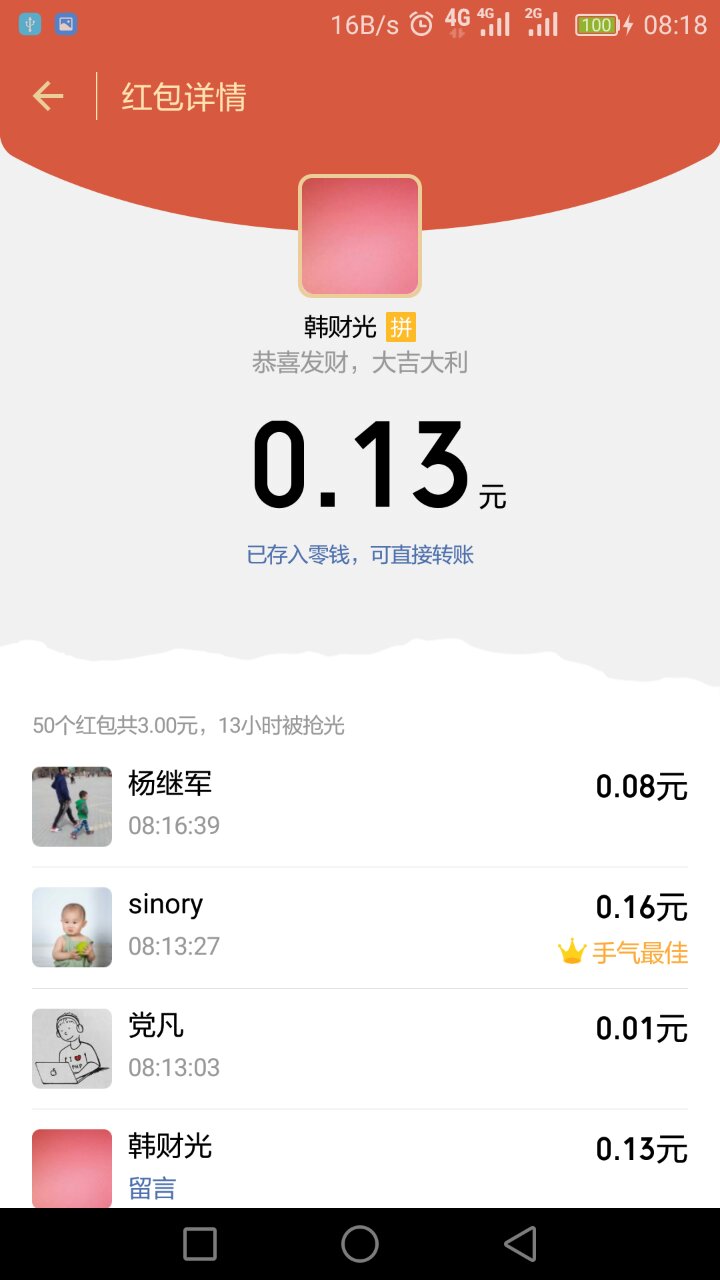 16B/s 4G 4G 2G 100 08:18
红包详情
韩财光 拼
恭喜发财，大吉大利
0.13元
已存入零钱，可直接转账
50个红包共3.00元，13小时被抢光
杨继军 0.08元
08:16:39
sinory 0.16元
08:13:27 手气最佳
党凡 0.01元
08:13:03
韩财光 0.13元
留言